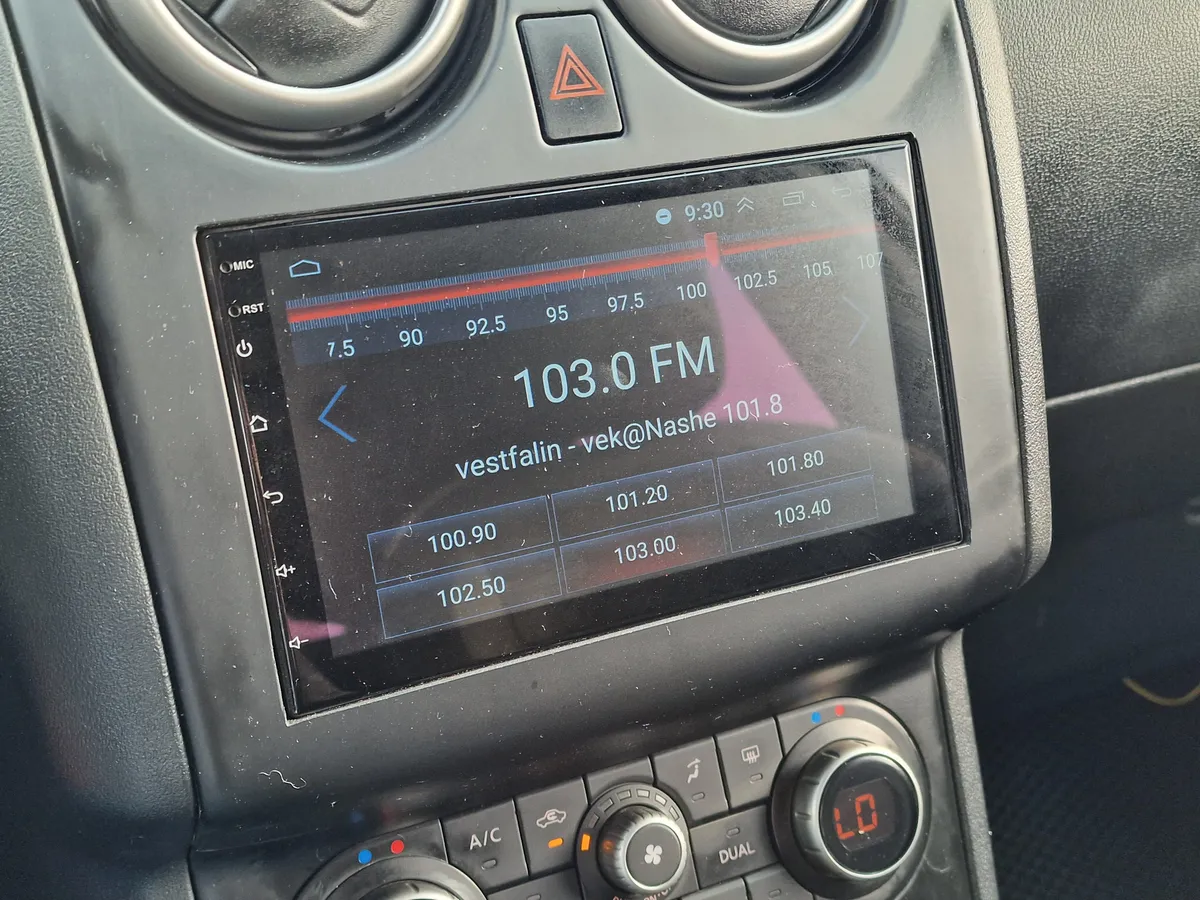 9:30
MIC
RST
7.5 90 92.5 95 97.5 100 102.5 105 107
103.0 FM
vestfalin - vek@Nashe 101.8
100.90 101.20 101.80
102.50 103.00 103.40
A/C
DUAL
LO